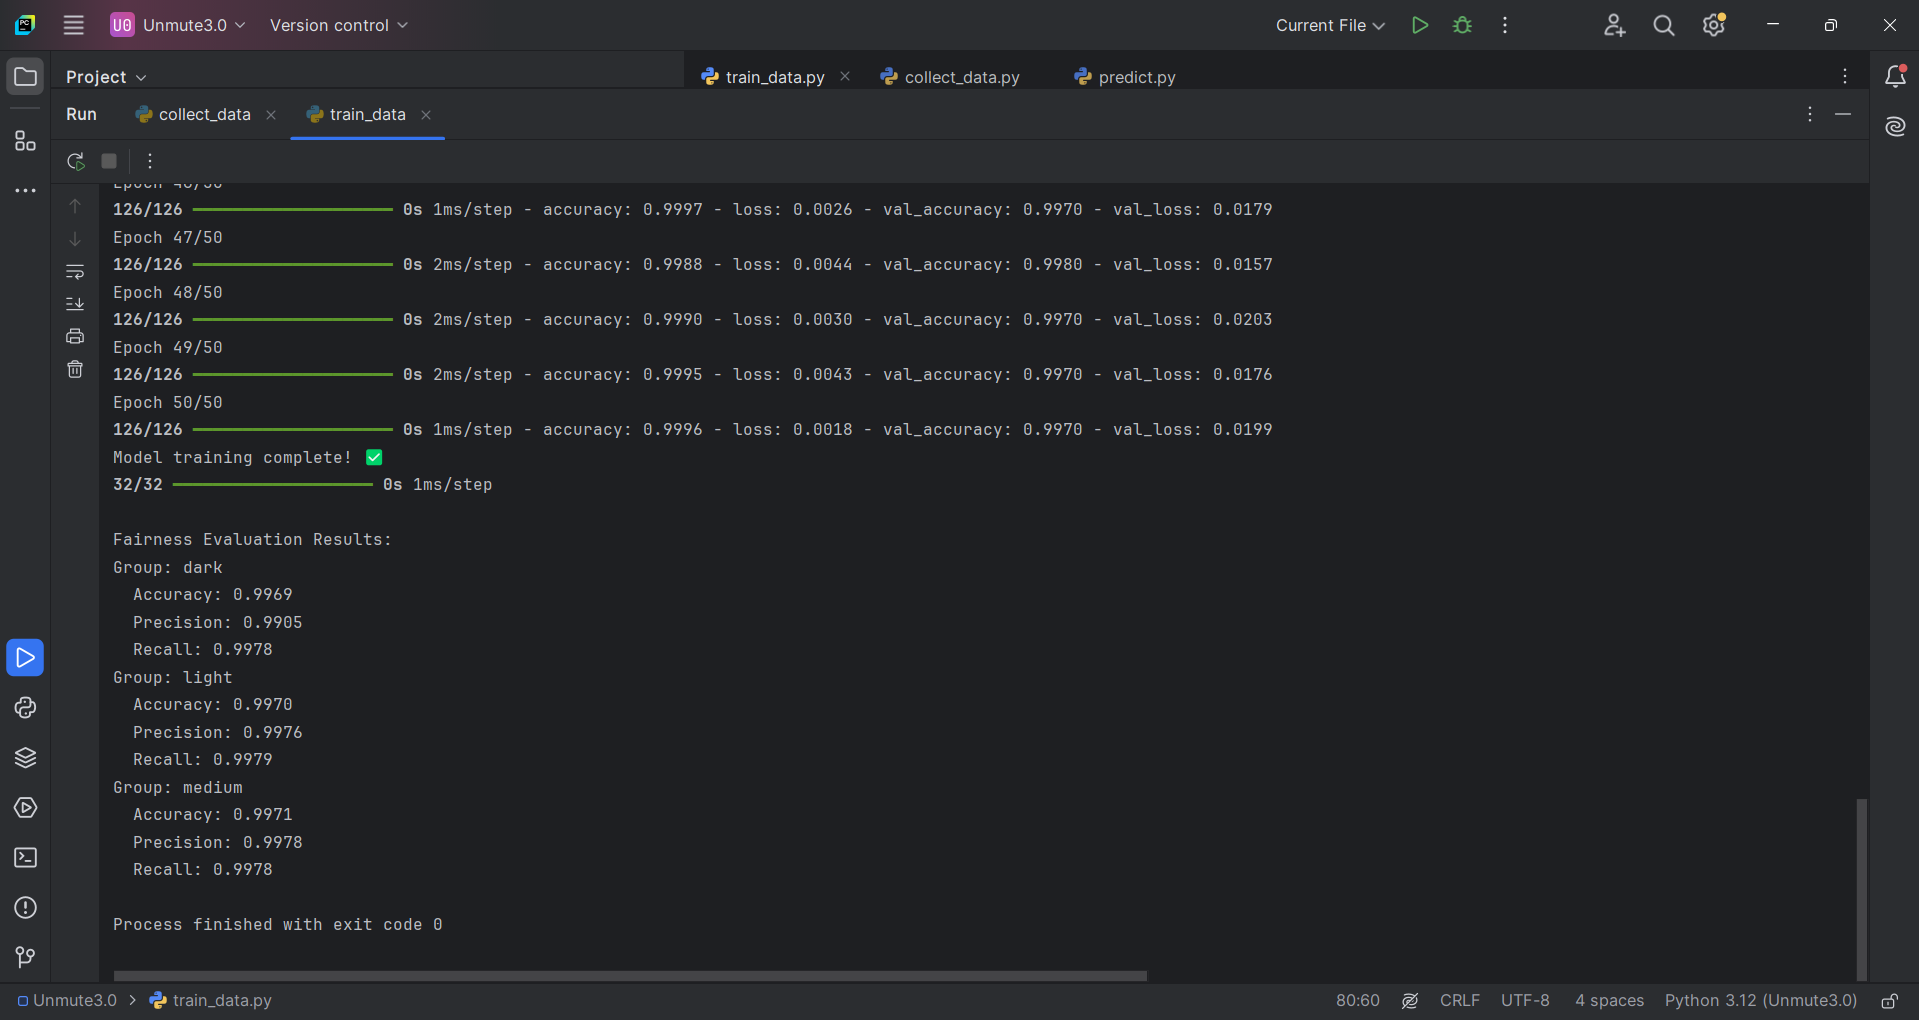 U0 Unmute3.0 Version control Current File
Project train_data.py collect_data.py predict.py
Run collect_data train_data
126/126 0s 1ms/step - accuracy: 0.9997 - loss: 0.0026 - val_accuracy: 0.9970 - val_loss: 0.0179
Epoch 47/50
126/126 0s 2ms/step - accuracy: 0.9988 - loss: 0.0044 - val_accuracy: 0.9980 - val_loss: 0.0157
Epoch 48/50
126/126 0s 2ms/step - accuracy: 0.9990 - loss: 0.0030 - val_accuracy: 0.9970 - val_loss: 0.0203
Epoch 49/50
126/126 0s 2ms/step - accuracy: 0.9995 - loss: 0.0043 - val_accuracy: 0.9970 - val_loss: 0.0176
Epoch 50/50
126/126 0s 1ms/step - accuracy: 0.9996 - loss: 0.0018 - val_accuracy: 0.9970 - val_loss: 0.0199
Model training complete! ✅
32/32 0s 1ms/step
Fairness Evaluation Results:
Group: dark
Accuracy: 0.9969
Precision: 0.9905
Recall: 0.9978
Group: light
Accuracy: 0.9970
Precision: 0.9976
Recall: 0.9979
Group: medium
Accuracy: 0.9971
Precision: 0.9978
Recall: 0.9978
Process finished with exit code 0
Unmute3.0 > train_data.py 80:60 CRLF UTF-8 4 spaces Python 3.12 (Unmute3.0)